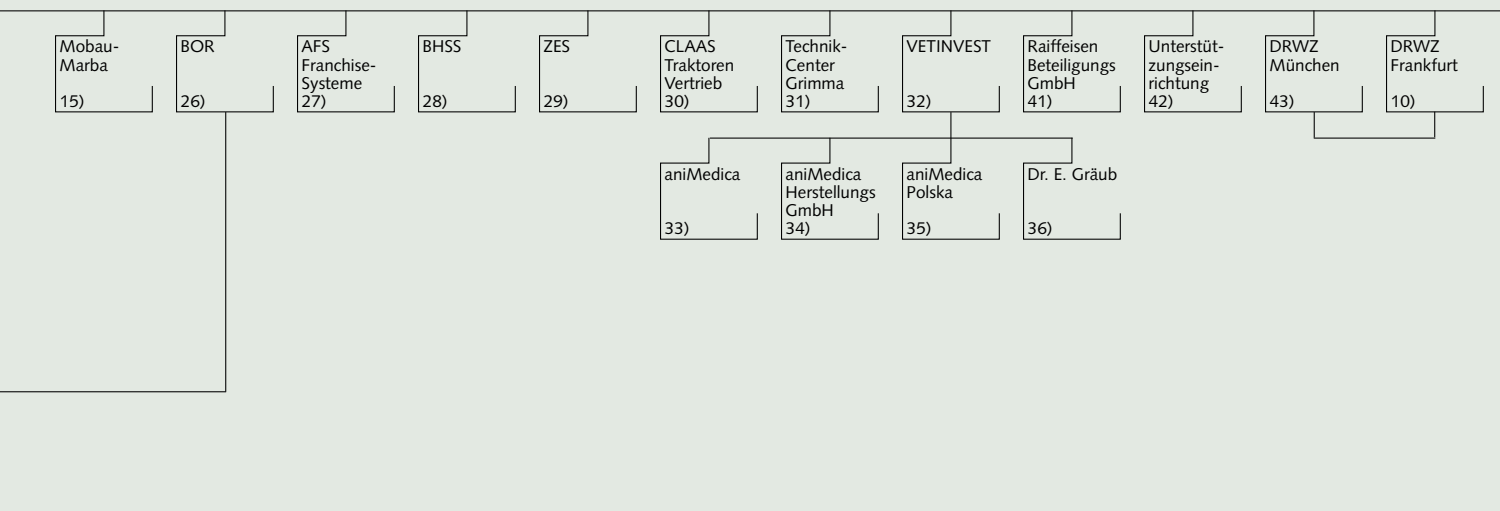 Mobau-
Marba
15)
BOR
26)
AFS
Franchise-
Systeme
27)
BHSS
28)
ZES
29)
CLAAS
Traktoren
Vertrieb
30)
Technik-
Center
Grimma
31)
VETINVEST
32)
Raiffeisen
Beteiligungs
GmbH
41)
Unterstüt-
zungsein-
richtung
42)
DRWZ
München
43)
DRWZ
Frankfurt
10)
aniMedica
33)
aniMedica
Herstellungs
GmbH
34)
aniMedica
Polska
35)
Dr. E. Gräub
36)